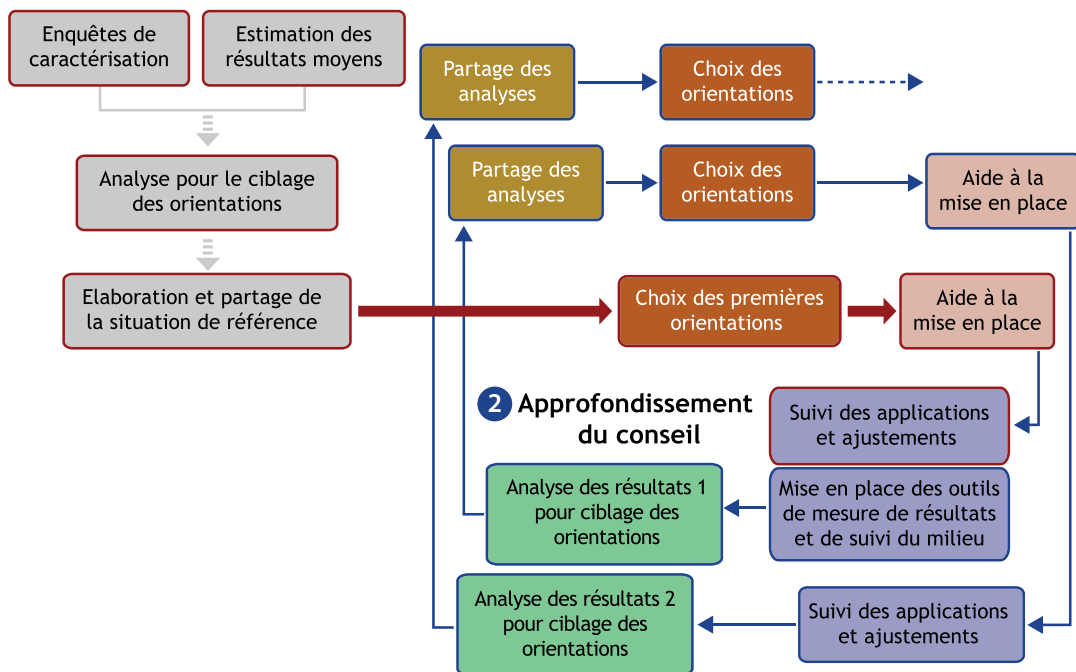 Enquêtes de
caractérisation
Estimation des
résultats moyens
Partage des
analyses
Choix des
orientations
Analyse pour le ciblage
des orientations
Partage des
analyses
Choix des
orientations
Aide à la
mise en place
Elaboration et partage de
la situation de référence
Choix des premières
orientations
Aide à la
mise en place
2 Approfondissement
du conseil
Suivi des applications
et ajustements
Analyse des résultats 1
pour ciblage des
orientations
Mise en place des outils
de mesure de résultats
et de suivi du milieu
Analyse des résultats 2
pour ciblage des
orientations
Suivi des applications
et ajustements